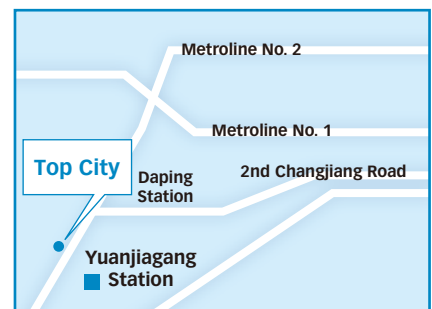 Metroline No. 2
Metroline No. 1
Top City
Daping
Station
2nd Changjiang Road
Yuanjiagang
Station